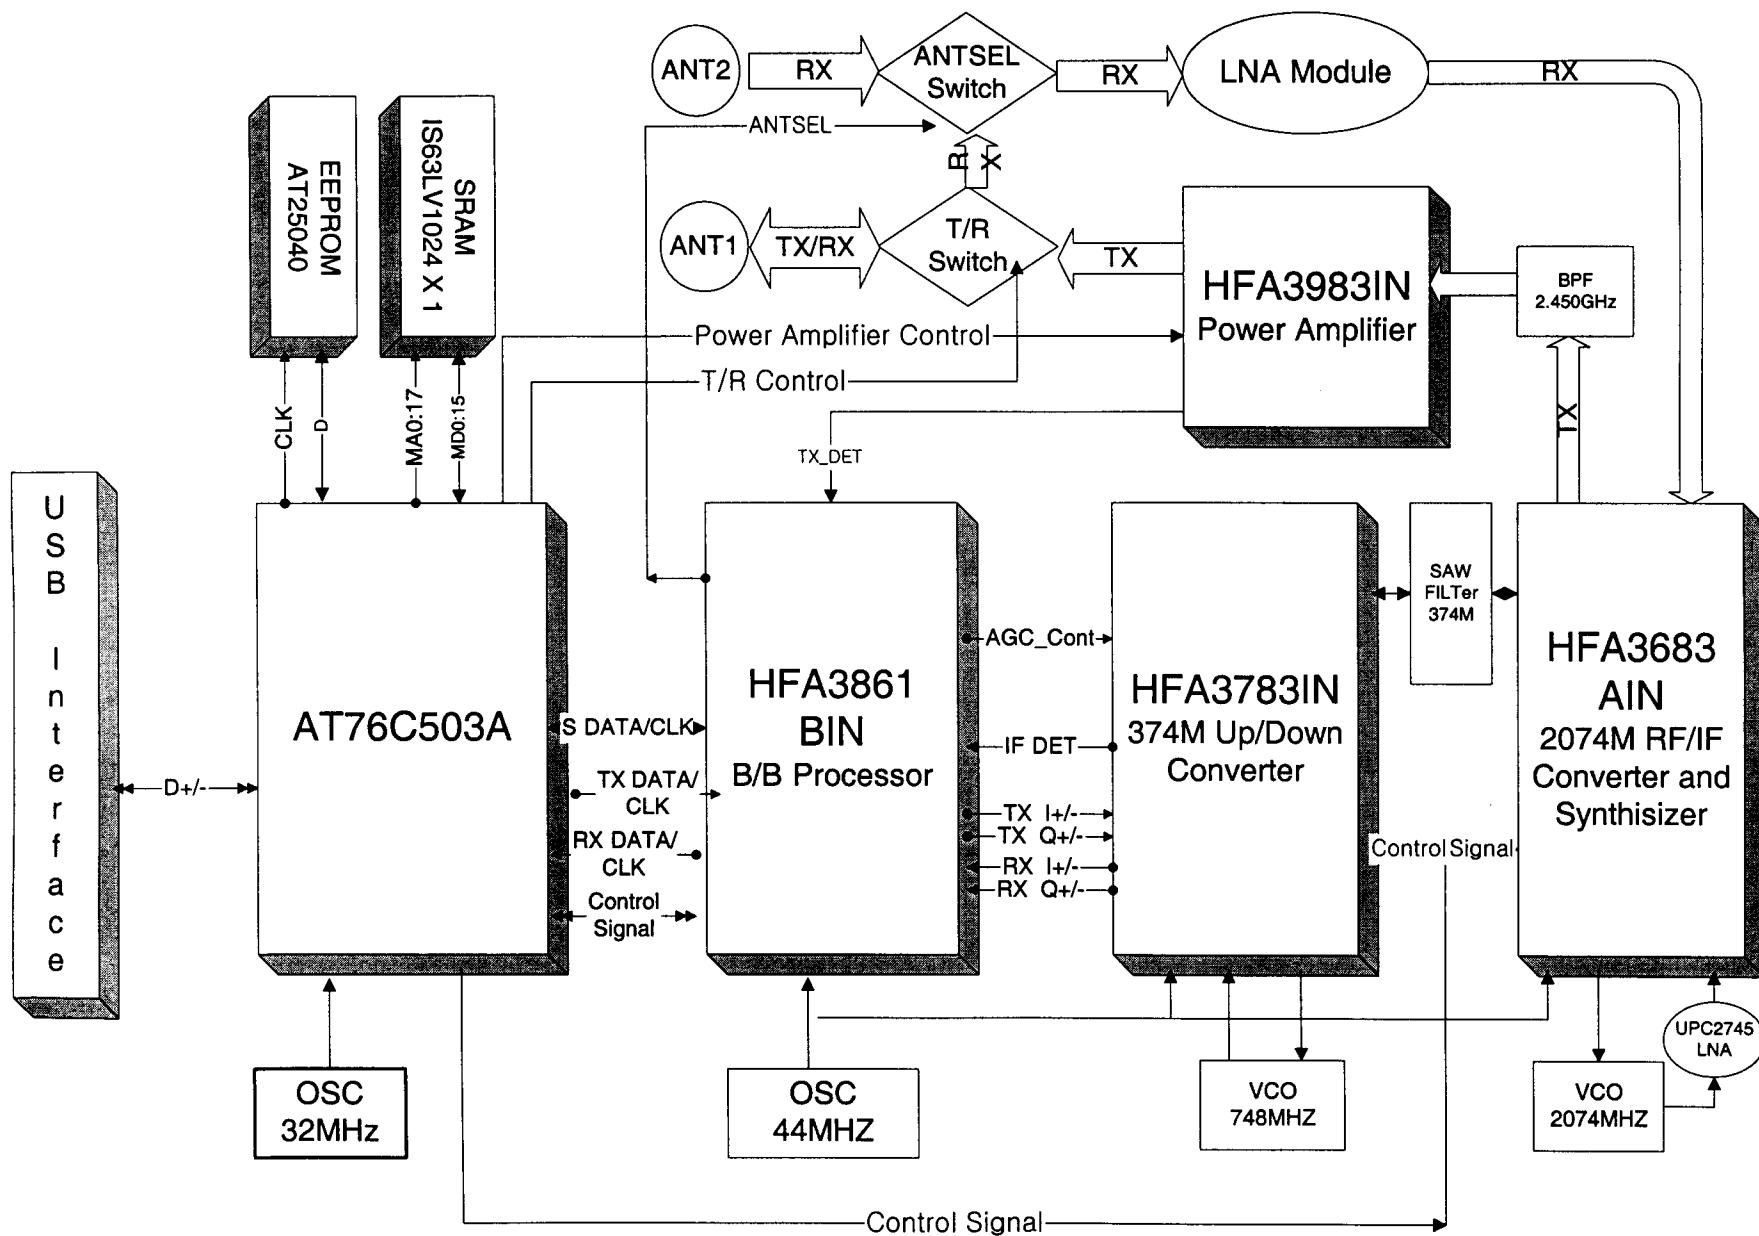 ANT2
RX
ANTSEL
Switch
RX
LNA Module
RX
ANTSEL
R X
EEPROM
AT25040
SRAM
IS63LV1024 X 1
ANT1
TX/RX
T/R
Switch
TX
HFA3983IN
Power Amplifier
BPF
2.450GHz
Power Amplifier Control
T/R Control
CLK
D
MA0:17
MD0:15
TX_DET
TX
USB Interface
AT76C503A
S DATA/CLK
TX DATA/
CLK
RX DATA/
CLK
Control
Signal
D+/-
HFA3861
BIN
B/B Processor
AGC_Cont
IF DET
TX I+/-
TX Q+/-
RX I+/-
RX Q+/-
HFA3783IN
374M Up/Down
Converter
SAW
FILTer
374M
HFA3683
AIN
2074M RF/IF
Converter and
Synthisizer
Control Signal
OSC
32MHz
OSC
44MHZ
VCO
748MHZ
VCO
2074MHZ
UPC2745
LNA
Control Signal